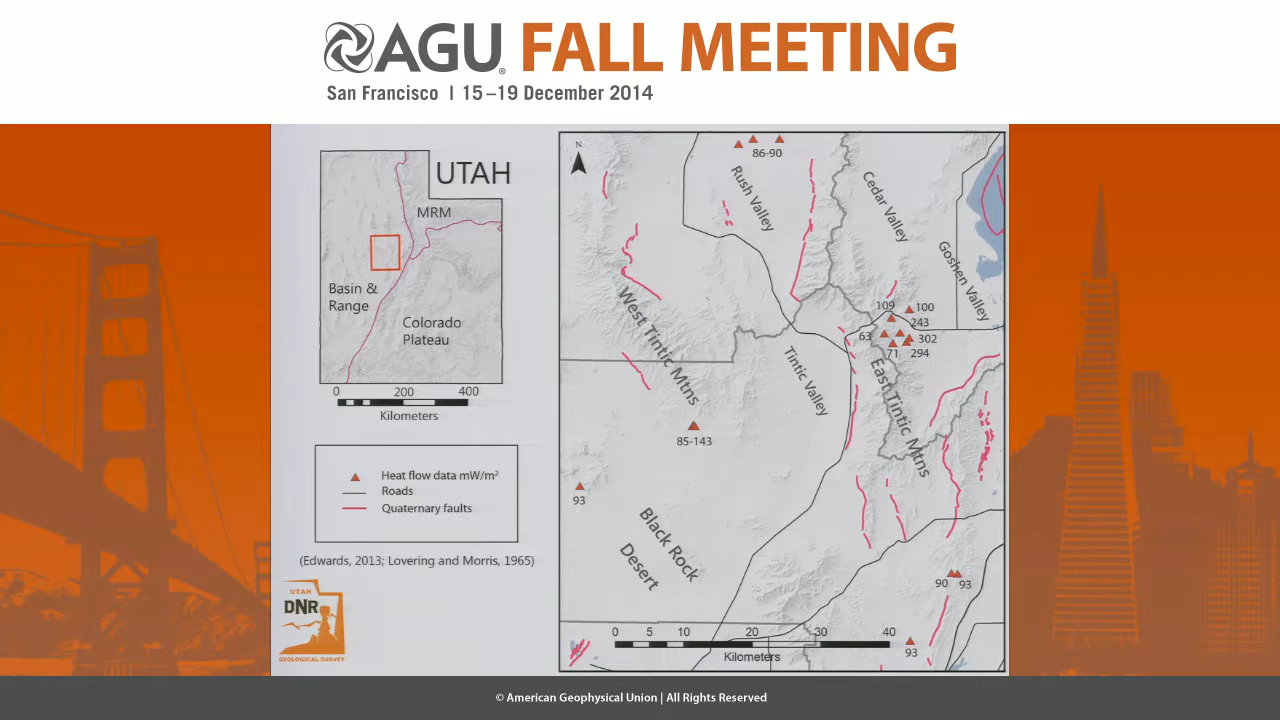 AGU® FALL MEETING
San Francisco | 15–19 December 2014
UTAH
MRM
Basin &
Range
Colorado
Plateau
0 200 400
Kilometers
Heat flow data mW/m²
Roads
Quaternary faults
(Edwards, 2013; Lovering and Morris, 1965)
UTAH
DNR
GEOLOGICAL SURVEY
N
86-90
Rush Valley
Cedar Valley
Goshen Valley
West Tintic Mtns
109
100
243
63
302
71
294
Tintic Valley
East Tintic Mtns
85-143
93
Black Rock
Desert
90
93
93
0 5 10 20 30 40
Kilometers
© American Geophysical Union | All Rights Reserved